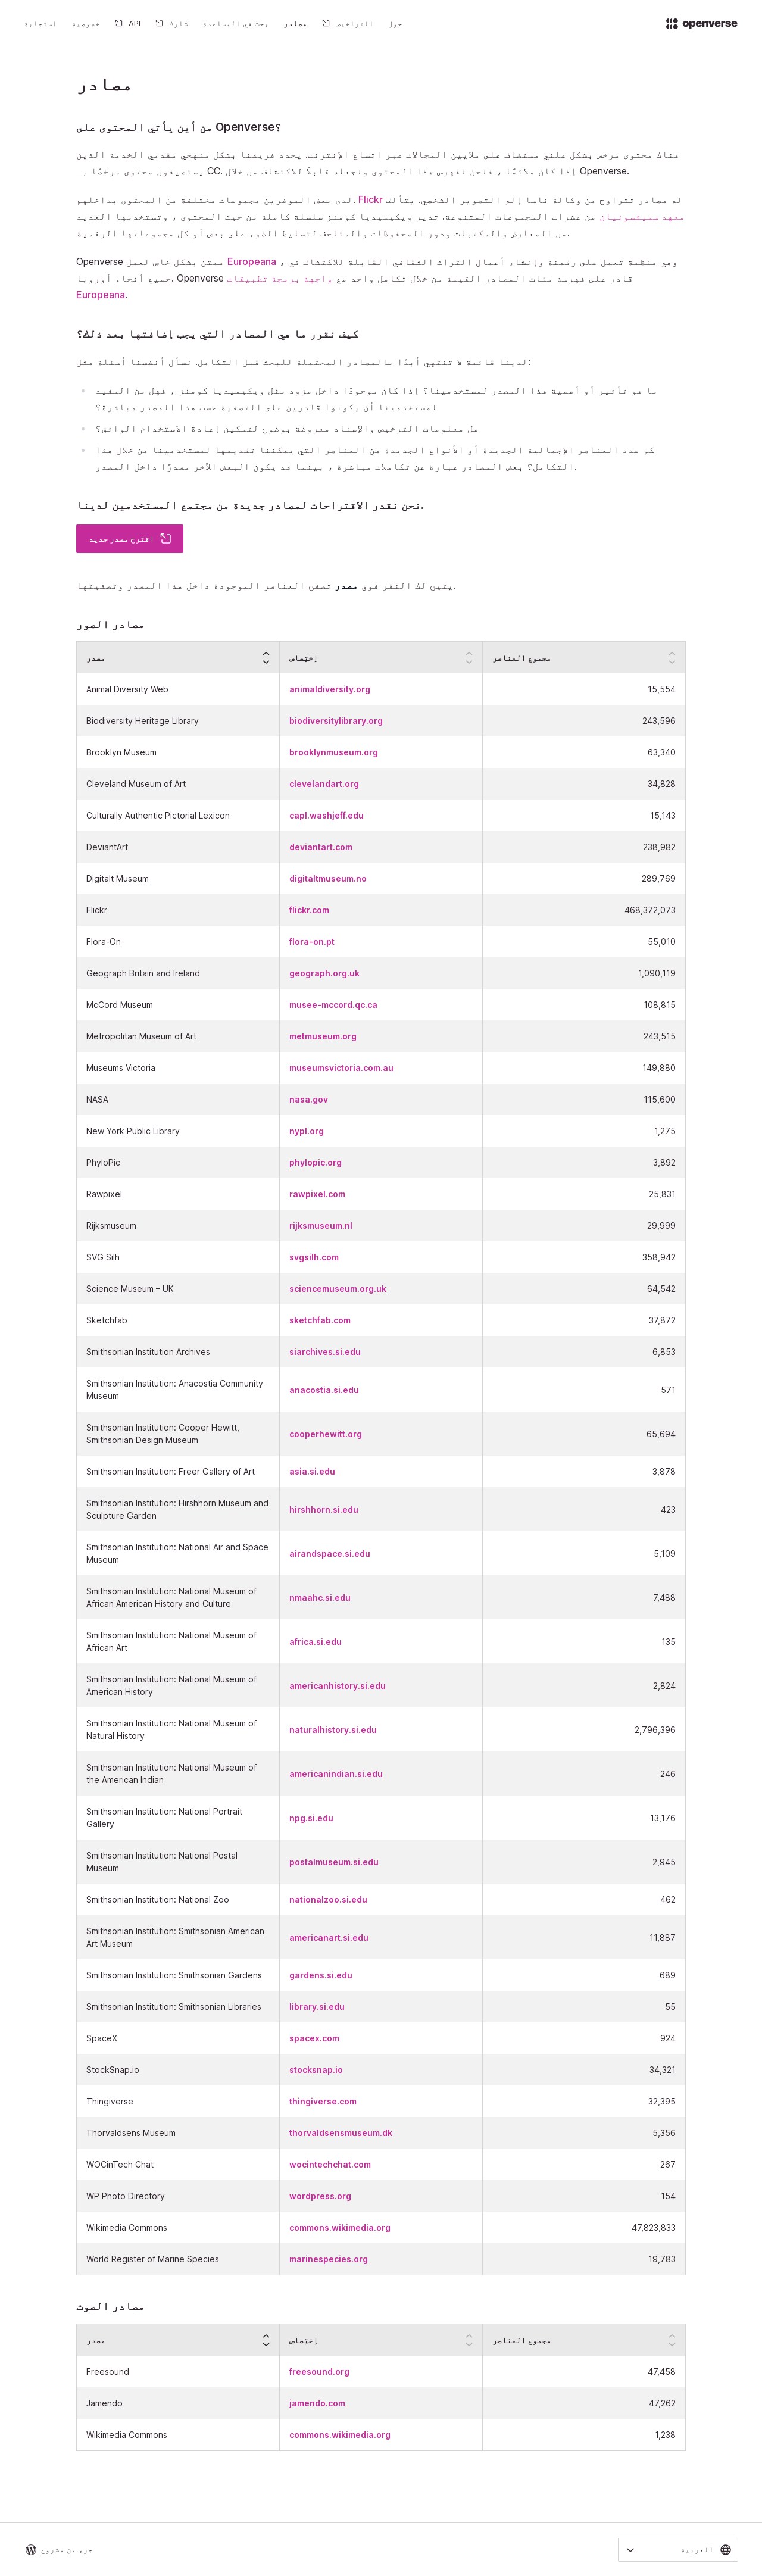 openverse
حول
التراخيص
مصادر
بحث في المساعدة
شارك
API
خصوصية
استجابة
مصادر
من أين يأتي المحتوى على Openverse؟
هناك محتوى مرخص بشكل علني مستضاف على ملايين المجالات عبر اتساع الإنترنت. يحدد فريقنا بشكل منهجي مقدمي الخدمة الذين
يستضيفون محتوى مرخصًا بـ CC. إذا كان ملائمًا ، فنحن نفهرس هذا المحتوى ونجعله قابلاً للاكتشاف من خلال Openverse.
لدى بعض الموفرين مجموعات مختلفة من المحتوى بداخلهم. Flickr له مصادر تتراوح من وكالة ناسا إلى التصوير الشخصي. يتألف
معهد سميثسونيان من عشرات المجموعات المتنوعة. تدير ويكيميديا كومنز سلسلة كاملة من حيث المحتوى ، وتستخدمها العديد
من المعارض والمكتبات ودور المحفوظات والمتاحف لتسليط الضوء على بعض أو كل مجموعاتها الرقمية.
Openverse ممتن بشكل خاص لعمل Europeana ، وهي منظمة تعمل على رقمنة وإنشاء أعمال التراث الثقافي القابلة للاكتشاف في
جميع أنحاء أوروبا. Openverse قادر على فهرسة مئات المصادر القيمة من خلال تكامل واحد مع واجهة برمجة تطبيقات
Europeana.
كيف نقرر ما هي المصادر التي يجب إضافتها بعد ذلك؟
لدينا قائمة لا تنتهي أبدًا بالمصادر المحتملة للبحث قبل التكامل. نسأل أنفسنا أسئلة مثل:
ما هو تأثير أو أهمية هذا المصدر لمستخدمينا؟ إذا كان موجودًا داخل مزود مثل ويكيميديا كومنز ، فهل من المفيد
لمستخدمينا أن يكونوا قادرين على التصفية حسب هذا المصدر مباشرة؟
هل معلومات الترخيص والإسناد معروضة بوضوح لتمكين إعادة الاستخدام الواثق؟
كم عدد العناصر الإجمالية الجديدة أو الأنواع الجديدة من العناصر التي يمكننا تقديمها لمستخدمينا من خلال هذا
التكامل؟ بعض المصادر عبارة عن تكاملات مباشرة ، بينما قد يكون البعض الآخر مصدرًا داخل المصدر.
نحن نقدر الاقتراحات لمصادر جديدة من مجتمع المستخدمين لدينا.
اقترح مصدر جديد
يتيح لك النقر فوق مصدر تصفح العناصر الموجودة داخل هذا المصدر وتصفيتها.
مصادر الصور
مصدر اختِصاص مجموع العناصر
Animal Diversity Web animaldiversity.org 15,554
Biodiversity Heritage Library biodiversitylibrary.org 243,596
Brooklyn Museum brooklynmuseum.org 63,340
Cleveland Museum of Art clevelandart.org 34,828
Culturally Authentic Pictorial Lexicon capl.washjeff.edu 15,143
DeviantArt deviantart.com 238,982
Digitalt Museum digitaltmuseum.no 289,769
Flickr flickr.com 468,372,073
Flora-On flora-on.pt 55,010
Geograph Britain and Ireland geograph.org.uk 1,090,119
McCord Museum musee-mccord.qc.ca 108,815
Metropolitan Museum of Art metmuseum.org 243,515
Museums Victoria museumsvictoria.com.au 149,880
NASA nasa.gov 115,600
New York Public Library nypl.org 1,275
PhyloPic phylopic.org 3,892
Rawpixel rawpixel.com 25,831
Rijksmuseum rijksmuseum.nl 29,999
SVG Silh svgsilh.com 358,942
Science Museum – UK sciencemuseum.org.uk 64,542
Sketchfab sketchfab.com 37,872
Smithsonian Institution Archives siarchives.si.edu 6,853
Smithsonian Institution: Anacostia Community
Museum anacostia.si.edu 571
Smithsonian Institution: Cooper Hewitt,
Smithsonian Design Museum cooperhewitt.org 65,694
Smithsonian Institution: Freer Gallery of Art asia.si.edu 3,878
Smithsonian Institution: Hirshhorn Museum and
Sculpture Garden hirshhorn.si.edu 423
Smithsonian Institution: National Air and Space
Museum airandspace.si.edu 5,109
Smithsonian Institution: National Museum of
African American History and Culture nmaahc.si.edu 7,488
Smithsonian Institution: National Museum of
African Art africa.si.edu 135
Smithsonian Institution: National Museum of
American History americanhistory.si.edu 2,824
Smithsonian Institution: National Museum of
Natural History naturalhistory.si.edu 2,796,396
Smithsonian Institution: National Museum of
the American Indian americanindian.si.edu 246
Smithsonian Institution: National Portrait
Gallery npg.si.edu 13,176
Smithsonian Institution: National Postal
Museum postalmuseum.si.edu 2,945
Smithsonian Institution: National Zoo nationalzoo.si.edu 462
Smithsonian Institution: Smithsonian American
Art Museum americanart.si.edu 11,887
Smithsonian Institution: Smithsonian Gardens gardens.si.edu 689
Smithsonian Institution: Smithsonian Libraries library.si.edu 55
SpaceX spacex.com 924
StockSnap.io stocksnap.io 34,321
Thingiverse thingiverse.com 32,395
Thorvaldsens Museum thorvaldsensmuseum.dk 5,356
WOCinTech Chat wocintechchat.com 267
WP Photo Directory wordpress.org 154
Wikimedia Commons commons.wikimedia.org 47,823,833
World Register of Marine Species marinespecies.org 19,783
مصادر الصوت
مصدر اختِصاص مجموع العناصر
Freesound freesound.org 47,458
Jamendo jamendo.com 47,262
Wikimedia Commons commons.wikimedia.org 1,238
العربية
جزء من مشروع